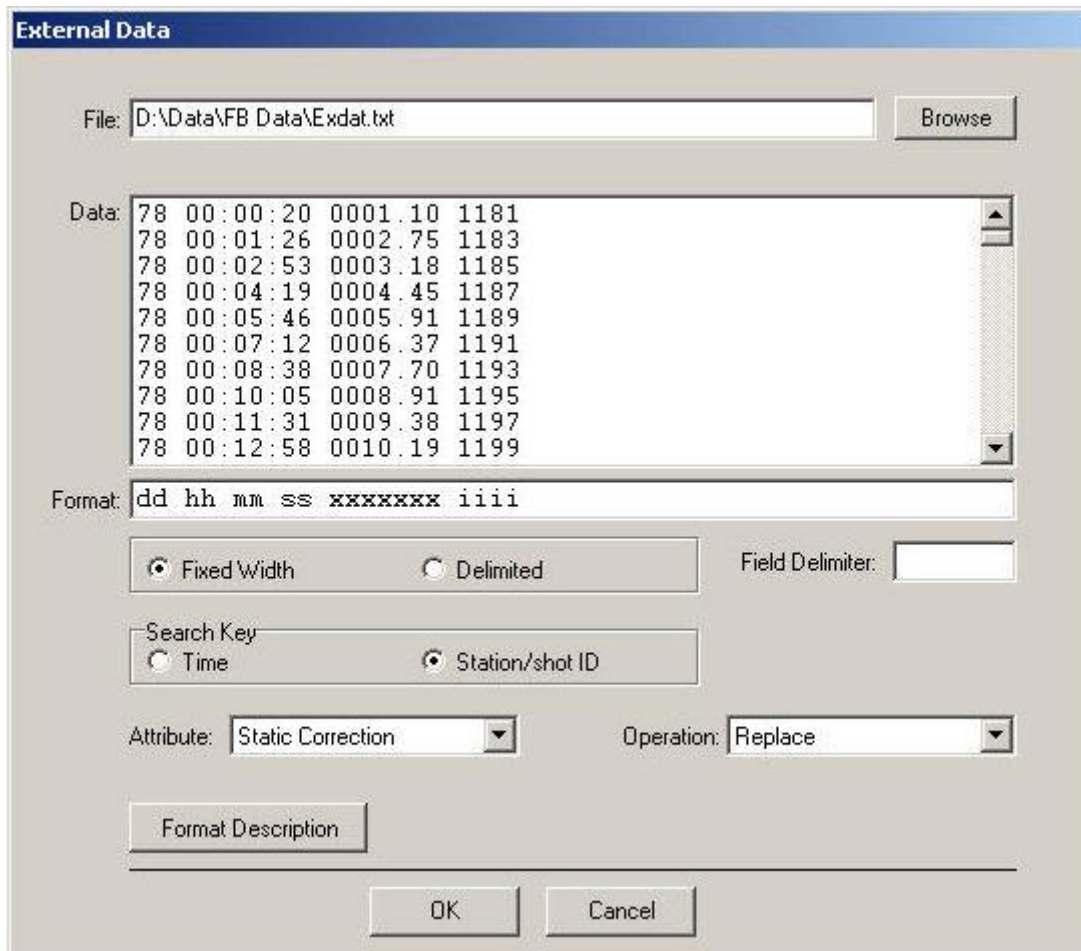 External Data
File: D:\Data\FB Data\Exdat.txt Browse
Data: 78 00:00:20 0001.10 1181
78 00:01:26 0002.75 1183
78 00:02:53 0003.18 1185
78 00:04:19 0004.45 1187
78 00:05:46 0005.91 1189
78 00:07:12 0006.37 1191
78 00:08:38 0007.70 1193
78 00:10:05 0008.91 1195
78 00:11:31 0009.38 1197
78 00:12:58 0010.19 1199
Format: dd hh mm ss xxxxxxx iiii
Fixed Width Delimited Field Delimiter:
Search Key
Time Station/shot ID
Attribute: Static Correction Operation: Replace
Format Description
OK Cancel